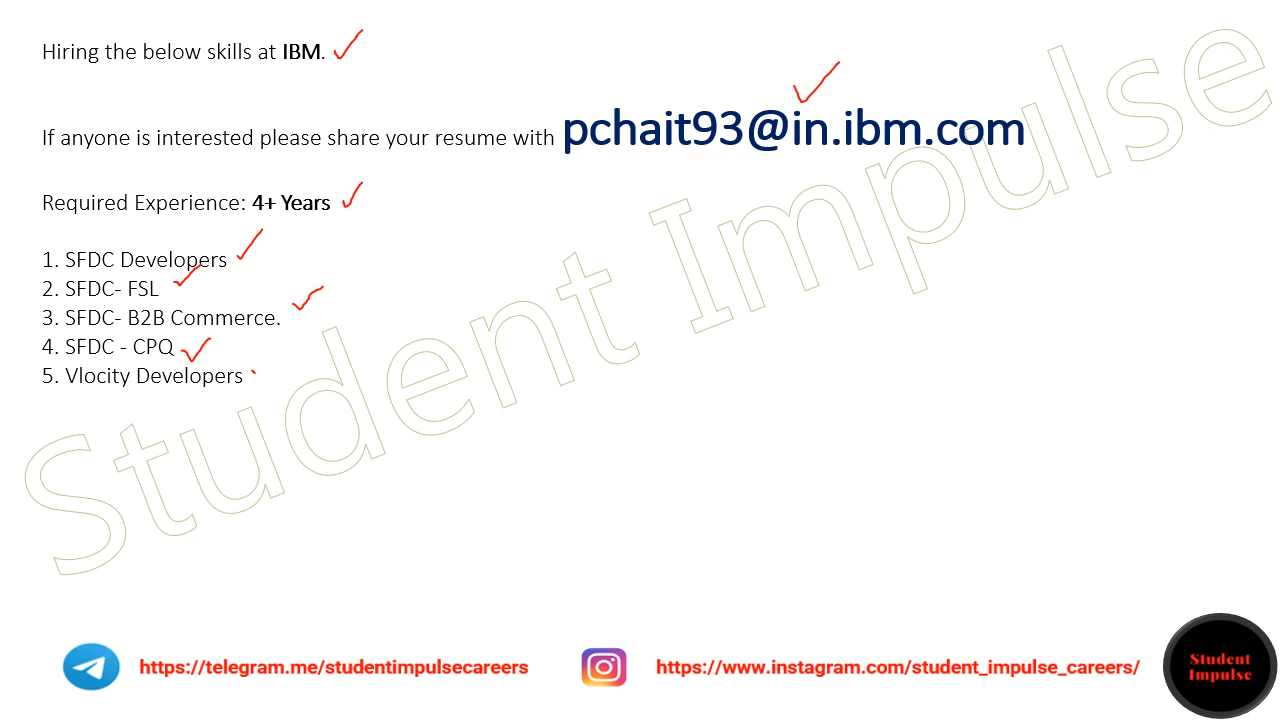 Hiring the below skills at IBM.
If anyone is interested please share your resume with pchait93@in.ibm.com
Required Experience: 4+ Years
1. SFDC Developers
2. SFDC- FSL
3. SFDC- B2B Commerce.
4. SFDC - CPQ
5. Vlocity Developers
Student Impulse
https://telegram.me/studentimpulsecareers
https://www.instagram.com/student_impulse_careers/
Student
Impulse